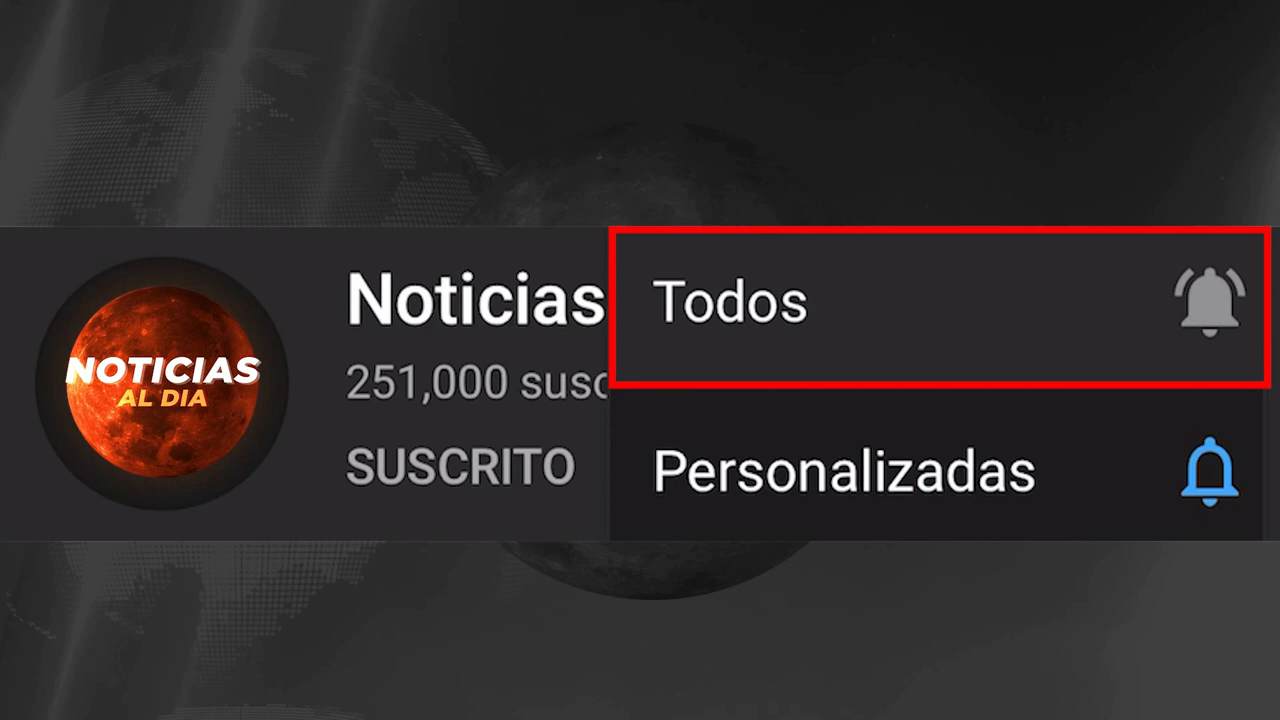 NOTICIAS
AL DIA
Noticias
251,000 susc
SUSCRITO
Todos
Personalizadas